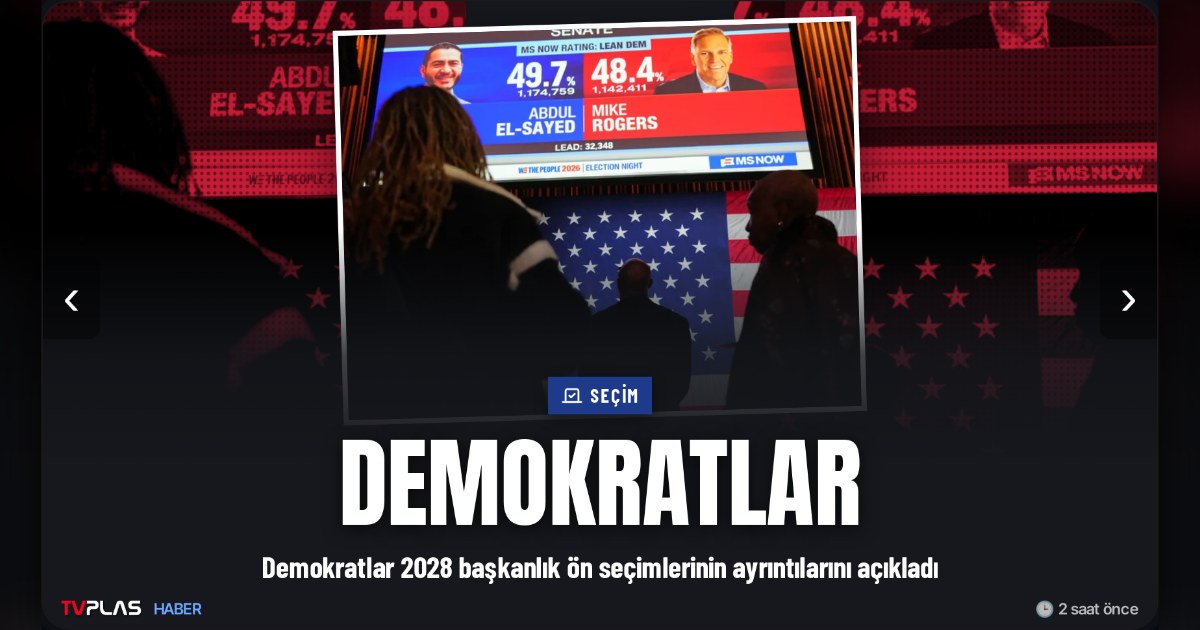 SENATE
MS NOW RATING: LEAN DEM
49.7%
1,174,759
48.4%
1,142,411
ABDUL
EL-SAYED
MIKE
ROGERS
LEAD: 32,348
WE THE PEOPLE 2026 | ELECTION NIGHT
MS NOW
SEÇİM
DEMOKRATLAR
Demokratlar 2028 başkanlık ön seçimlerinin ayrıntılarını açıkladı
TVPLAS HABER
2 saat önce